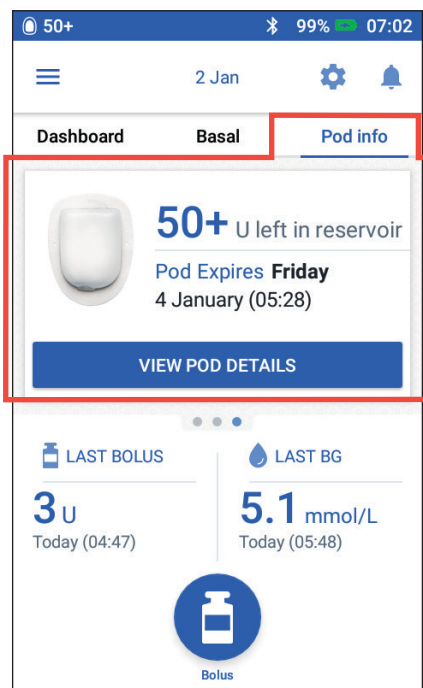 50+ 99% 07:02
2 Jan
Dashboard Basal Pod info
50+ U left in reservoir
Pod Expires Friday
4 January (05:28)
VIEW POD DETAILS
LAST BOLUS
3 U
Today (04:47)
LAST BG
5.1 mmol/L
Today (05:48)
Bolus